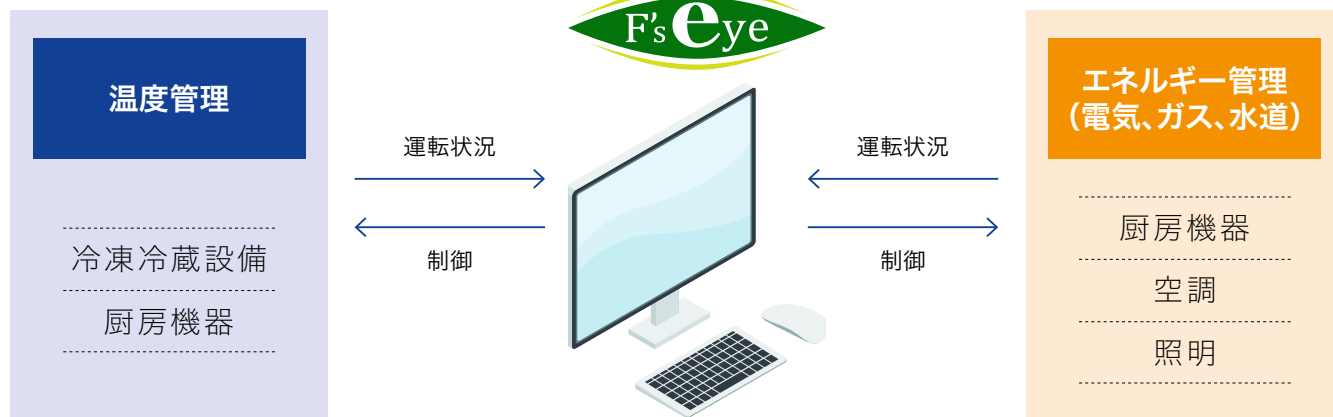 F's eye
温度管理
冷凍冷蔵設備
厨房機器
運転状況
制御
運転状況
制御
エネルギー管理
（電気、ガス、水道）
厨房機器
空調
照明